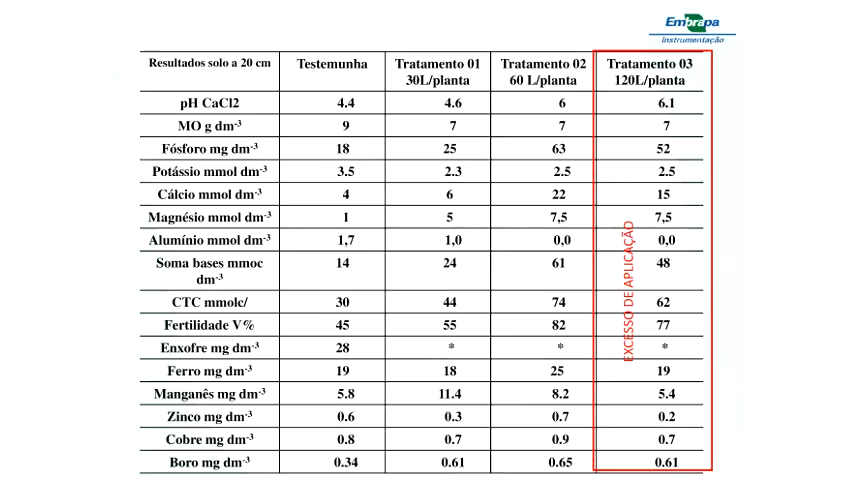 Embrapa
Instrumentação
Resultados solo a 20 cm Testemunha Tratamento 01 30L/planta Tratamento 02 60 L/planta Tratamento 03 120L/planta
pH CaCl2 4.4 4.6 6 6.1
MO g dm-3 9 7 7 7
Fósforo mg dm-3 18 25 63 52
Potássio mmol dm-3 3.5 2.3 2.5 2.5
Cálcio mmol dm-3 4 6 22 15
Magnésio mmol dm-3 1 5 7,5 7,5
Alumínio mmol dm-3 1,7 1,0 0,0 0,0
Soma bases mmoc dm-3 14 24 61 48
CTC mmolc/ 30 44 74 62
Fertilidade V% 45 55 82 77
Enxofre mg dm-3 28 * * *
Ferro mg dm-3 19 18 25 19
Manganês mg dm-3 5.8 11.4 8.2 5.4
Zinco mg dm-3 0.6 0.3 0.7 0.2
Cobre mg dm-3 0.8 0.7 0.9 0.7
Boro mg dm-3 0.34 0.61 0.65 0.61
EXCESSO DE APLICAÇÃO